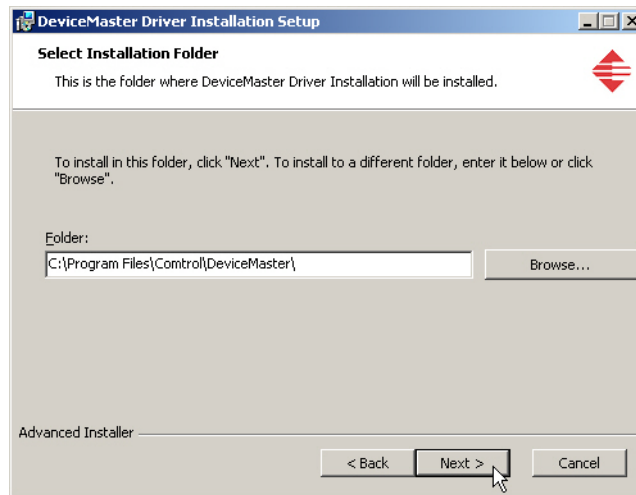 DeviceMaster Driver Installation Setup
Select Installation Folder
This is the folder where DeviceMaster Driver Installation will be installed.
To install in this folder, click "Next". To install to a different folder, enter it below or click
"Browse".
Folder:
C:\Program Files\Comtrol\DeviceMaster\
Browse...
Advanced Installer
< Back
Next >
Cancel